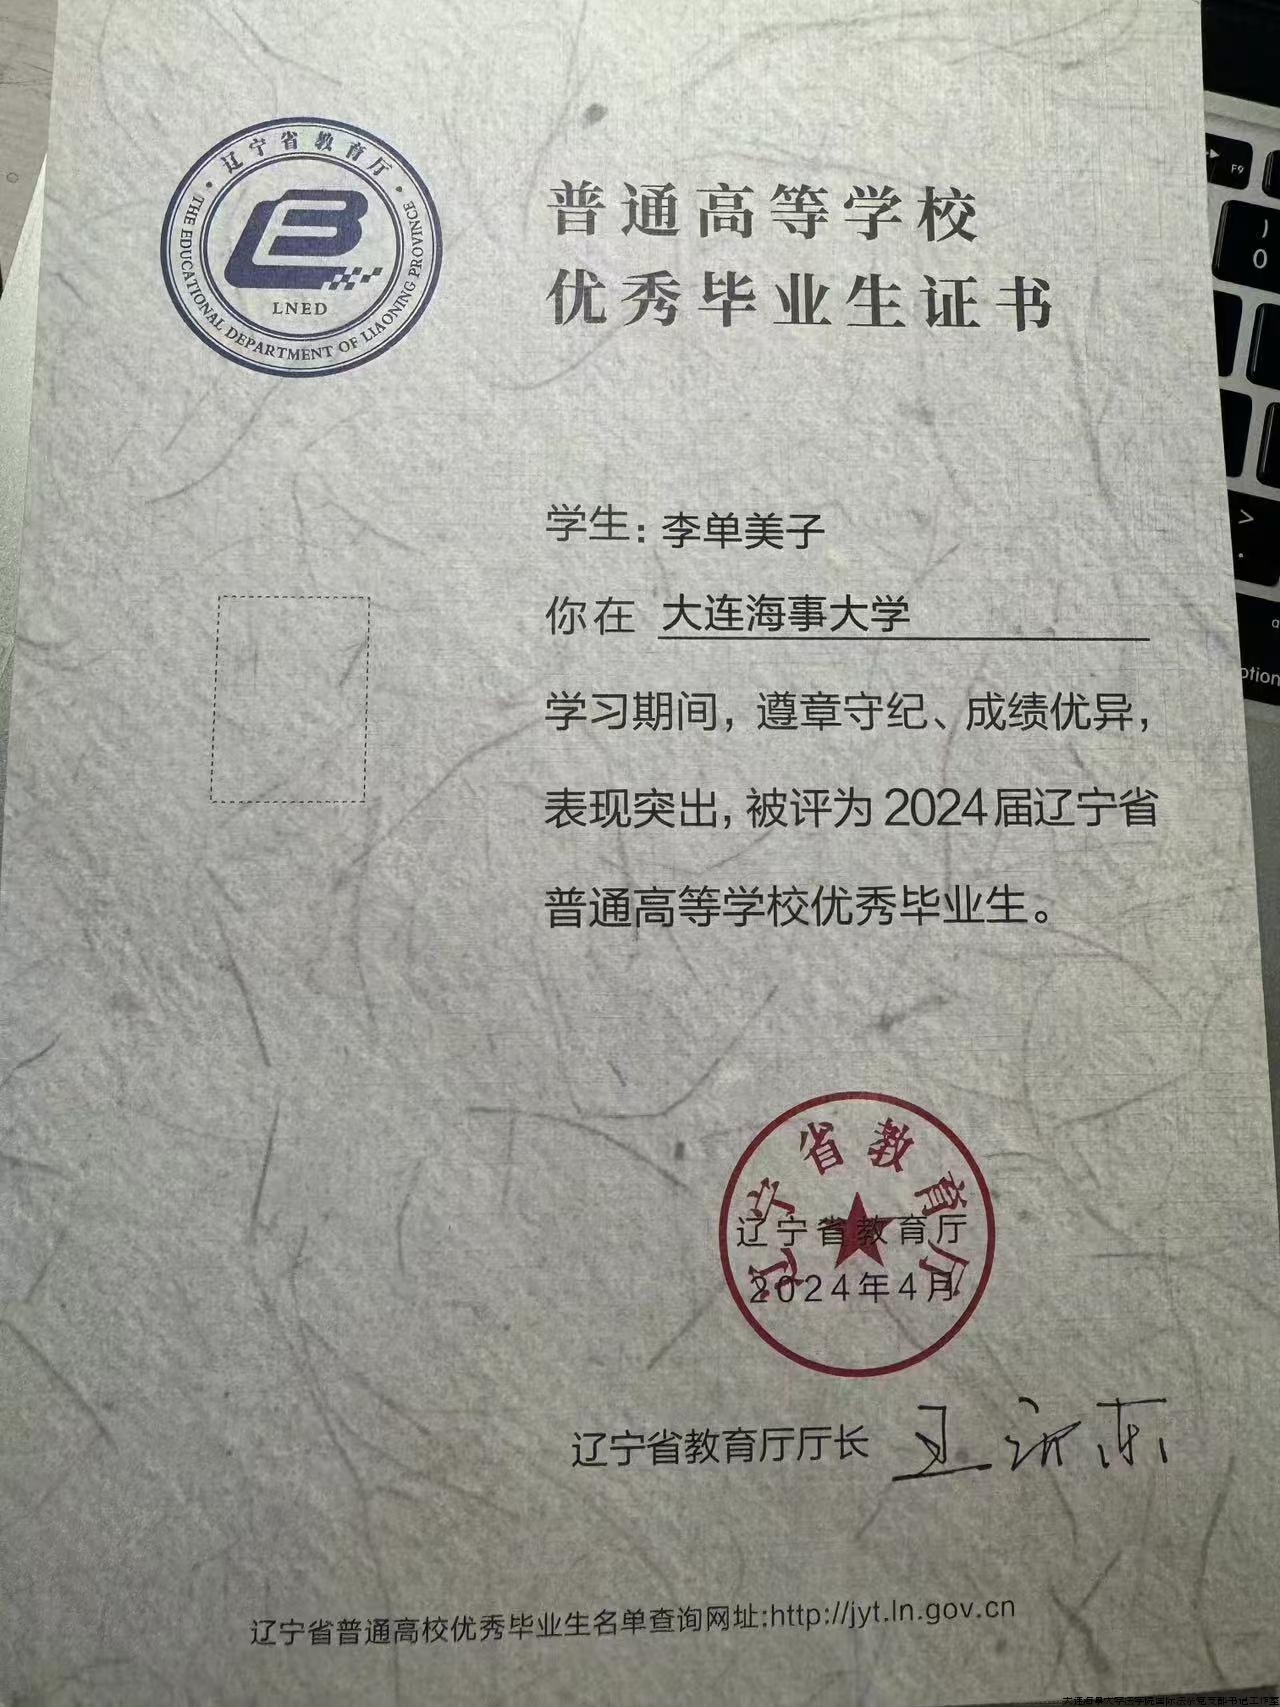 辽宁省教育厅
THE EDUCATIONAL DEPARTMENT OF LIAONING PROVINCE
LNED
普通高等学校
优秀毕业生证书
学生：李单美子
你在 大连海事大学
学习期间，遵章守纪、成绩优异，
表现突出，被评为2024届辽宁省
普通高等学校优秀毕业生。
辽宁省教育厅
辽宁省教育厅
2024年4月
辽宁省教育厅厅长
辽宁省普通高校优秀毕业生名单查询网址:http://jyt.ln.gov.cn
F9
)
0
>
.